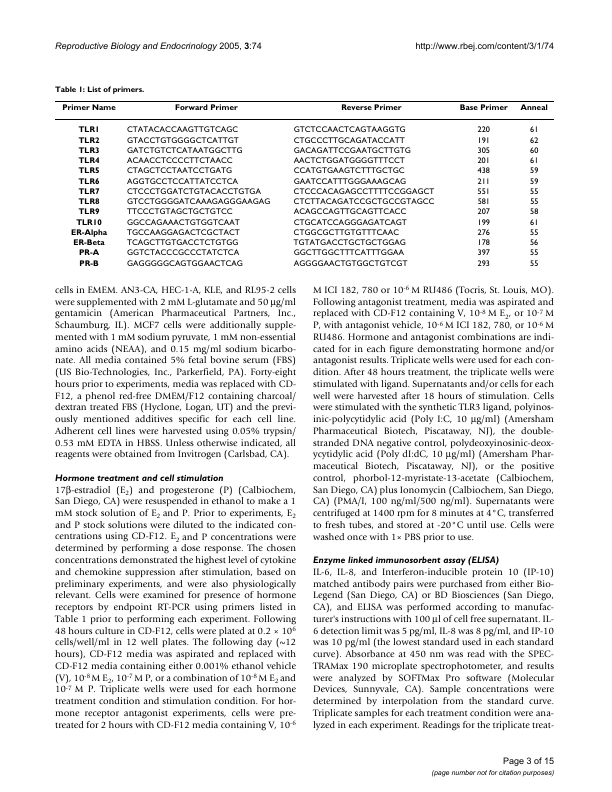 Reproductive Biology and Endocrinology 2005, 3:74 http://www.rbej.com/content/3/1/74
Table 1: List of primers.
Primer Name Forward Primer Reverse Primer Base Primer Anneal
TLR1 CTATACACCAAGTTGTCAGC GTCTCCAACTCAGTAAGGTG 220 61
TLR2 GTACCTGTGGGGCTCATTGT CTGCCCTTGCAGATACCATT 191 62
TLR3 GATCTGTCTCATAATGGCTTG GACAGATTCCGAATGCTTGTG 305 60
TLR4 ACAACCTCCCCTTCTAACC AACTCTGGATGGGGTTTCCT 201 61
TLR5 CTAGCTCCTAATCCTGATG CCATGTGAAGTCTTTGCTGC 438 59
TLR6 AGGTGCCTCCATTATCCTCA GAATCCATTTGGGAAAGCAG 211 59
TLR7 CTCCCTGGATCTGTACACCTGTGA CTCCCACAGAGCCTTTTCCGGAGCT 551 55
TLR8 GTCCTGGGGATCAAAGAGGGAAGAG CTCTTACAGATCCGCTGCCGTAGCC 581 55
TLR9 TTCCCTGTAGCTGCTGTCC ACAGCCAGTTGCAGTTCACC 207 58
TLR10 GGCCAGAAACTGTGGTCAAT CTGCATCCAGGGAGATCAGT 199 61
ER-Alpha TGCCAAGGAGACTCGCTACT CTGGCGCTTGTGTTTCAAC 276 55
ER-Beta TCAGCTTGTGACCTCTGTGG TGTATGACCTGCTGCTGGAG 178 56
PR-A GGTCTACCCGCCCTATCTCA GGCTTGGCTTTCATTTGGAA 397 55
PR-B GAGGGGGCAGTGGAACTCAG AGGGGAACTGTGGCTGTCGT 293 55
cells in EMEM. AN3-CA, HEC-1-A, KLE, and RL95-2 cells
were supplemented with 2 mM L-glutamate and 50 μg/ml
gentamicin (American Pharmaceutical Partners, Inc.,
Schaumburg, IL). MCF7 cells were additionally supple-
mented with 1 mM sodium pyruvate, 1 mM non-essential
amino acids (NEAA), and 0.15 mg/ml sodium bicarbo-
nate. All media contained 5% fetal bovine serum (FBS)
(US Bio-Technologies, Inc., Parkerfield, PA). Forty-eight
hours prior to experiments, media was replaced with CD-
F12, a phenol red-free DMEM/F12 containing charcoal/
dextran treated FBS (Hyclone, Logan, UT) and the previ-
ously mentioned additives specific for each cell line.
Adherent cell lines were harvested using 0.05% trypsin/
0.53 mM EDTA in HBSS. Unless otherwise indicated, all
reagents were obtained from Invitrogen (Carlsbad, CA).
Hormone treatment and cell stimulation
17β-estradiol (E2) and progesterone (P) (Calbiochem,
San Diego, CA) were resuspended in ethanol to make a 1
mM stock solution of E2 and P. Prior to experiments, E2
and P stock solutions were diluted to the indicated con-
centrations using CD-F12. E2 and P concentrations were
determined by performing a dose response. The chosen
concentrations demonstrated the highest level of cytokine
and chemokine suppression after stimulation, based on
preliminary experiments, and were also physiologically
relevant. Cells were examined for presence of hormone
receptors by endpoint RT-PCR using primers listed in
Table 1 prior to performing each experiment. Following
48 hours culture in CD-F12, cells were plated at 0.2 × 10⁶
cells/well/ml in 12 well plates. The following day (~12
hours), CD-F12 media was aspirated and replaced with
CD-F12 media containing either 0.001% ethanol vehicle
(V), 10⁻⁸ M E2, 10⁻⁷ M P, or a combination of 10⁻⁸ M E2 and
10⁻⁷ M P. Triplicate wells were used for each hormone
treatment condition and stimulation condition. For hor-
mone receptor antagonist experiments, cells were pre-
treated for 2 hours with CD-F12 media containing V, 10⁻⁶
M ICI 182, 780 or 10⁻⁶ M RU486 (Tocris, St. Louis, MO).
Following antagonist treatment, media was aspirated and
replaced with CD-F12 containing V, 10⁻⁸ M E2, or 10⁻⁷ M
P, with antagonist vehicle, 10⁻⁶ M ICI 182, 780, or 10⁻⁶ M
RU486. Hormone and antagonist combinations are indi-
cated for in each figure demonstrating hormone and/or
antagonist results. Triplicate wells were used for each con-
dition. After 48 hours treatment, the triplicate wells were
stimulated with ligand. Supernatants and/or cells for each
well were harvested after 18 hours of stimulation. Cells
were stimulated with the synthetic TLR3 ligand, polyinos-
inic-polycytidylic acid (Poly I:C, 10 μg/ml) (Amersham
Pharmaceutical Biotech, Piscataway, NJ), the double-
stranded DNA negative control, polydeoxyinosinic-deox-
ycytidylic acid (Poly dI:dC, 10 μg/ml) (Amersham Phar-
maceutical Biotech, Piscataway, NJ), or the positive
control, phorbol-12-myristate-13-acetate (Calbiochem,
San Diego, CA) plus Ionomycin (Calbiochem, San Diego,
CA) (PMA/I, 100 ng/ml/500 ng/ml). Supernatants were
centrifuged at 1400 rpm for 8 minutes at 4°C, transferred
to fresh tubes, and stored at -20°C until use. Cells were
washed once with 1× PBS prior to use.
Enzyme linked immunosorbent assay (ELISA)
IL-6, IL-8, and Interferon-inducible protein 10 (IP-10)
matched antibody pairs were purchased from either Bio-
Legend (San Diego, CA) or BD Biosciences (San Diego,
CA), and ELISA was performed according to manufac-
turer's instructions with 100 μl of cell free supernatant. IL-
6 detection limit was 5 pg/ml, IL-8 was 8 pg/ml, and IP-10
was 10 pg/ml (the lowest standard used in each standard
curve). Absorbance at 450 nm was read with the SPEC-
TRAMax 190 microplate spectrophotometer, and results
were analyzed by SOFTMax Pro software (Molecular
Devices, Sunnyvale, CA). Sample concentrations were
determined by interpolation from the standard curve.
Triplicate samples for each treatment condition were ana-
lyzed in each experiment. Readings for the triplicate treat-
Page 3 of 15
(page number not for citation purposes)